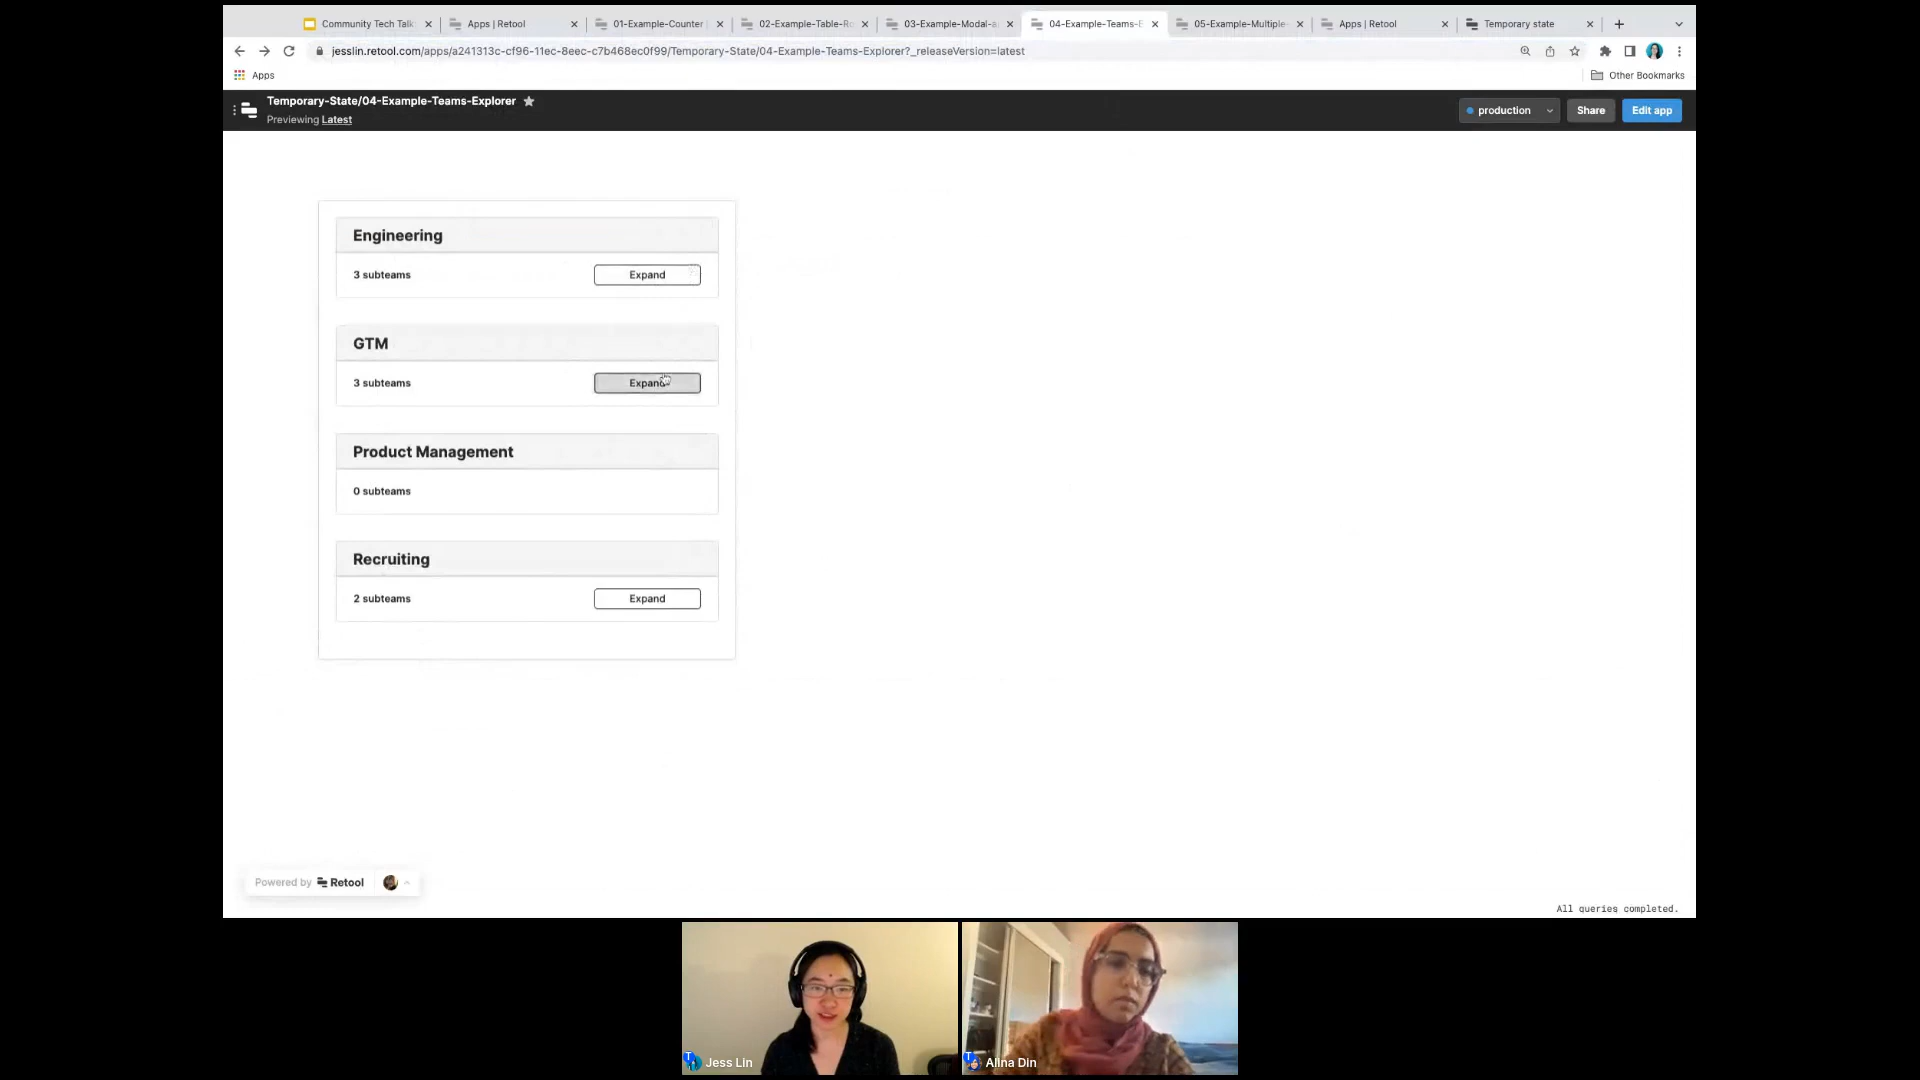 Community Tech Talk
Apps | Retool
01-Example-Counter
02-Example-Table-Ro
03-Example-Modal-a
04-Example-Teams-E
05-Example-Multiple-
Apps | Retool
Temporary state
jesslin.retool.com/apps/a241313c-cf96-11ec-8eec-c7b468ec0f99/Temporary-State/04-Example-Teams-Explorer?_releaseVersion=latest
Apps
Other Bookmarks
Temporary-State/04-Example-Teams-Explorer
Previewing Latest
production
Share
Edit app
Engineering
3 subteams
Expand
GTM
3 subteams
Expand
Product Management
0 subteams
Recruiting
2 subteams
Expand
Powered by Retool
All queries completed.
Jess Lin
Alina Din